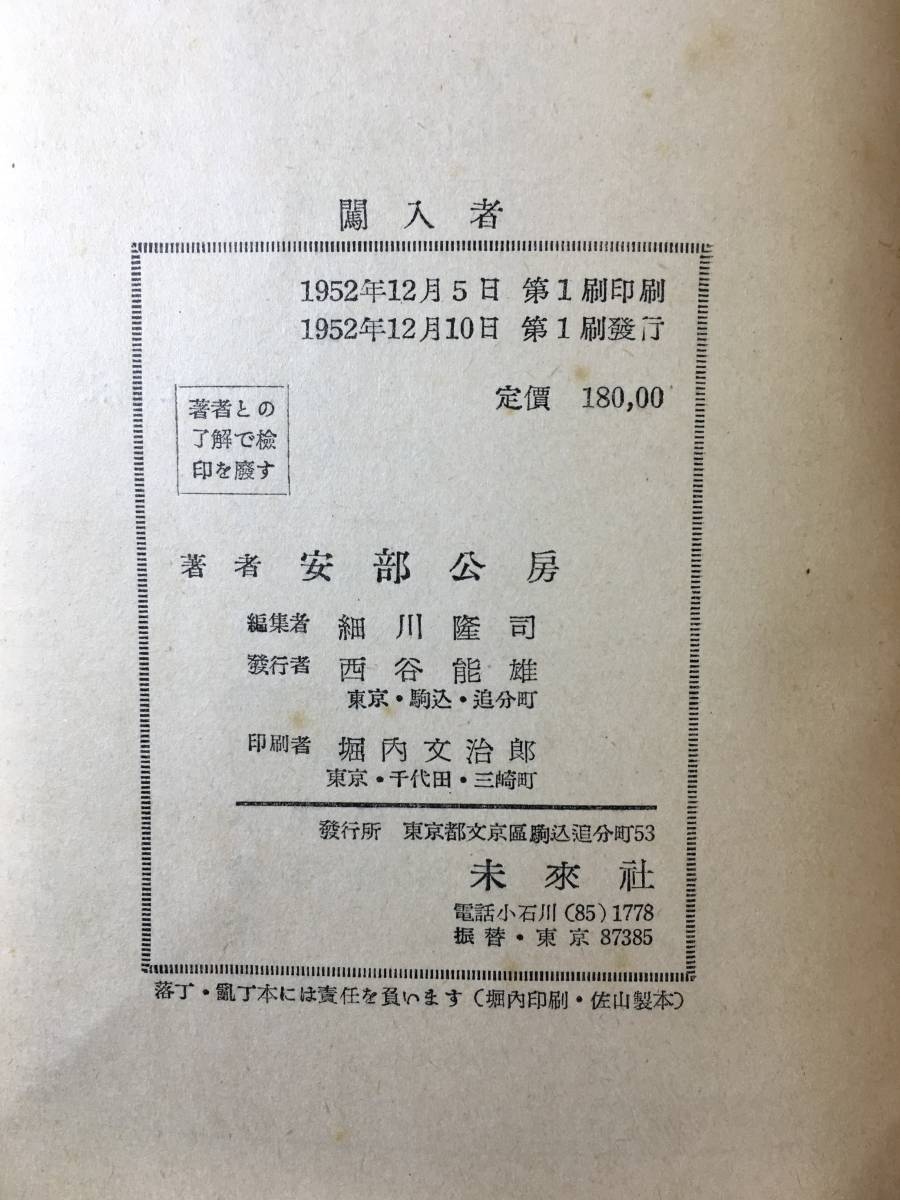 闖入者
1952年12月5日 第1刷印刷
1952年12月10日 第1刷發行
定價 180,00
著者との
了解で檢
印を廢す
著者 安部公房
編集者 細川隆司
發行者 西谷能雄
東京・駒込・追分町
印刷者 堀内文治郎
東京・千代田・三崎町
發行所 東京都文京區駒込追分町53
未來社
電話小石川(85)1778
振替・東京87385
落丁・亂丁本には責任を負います(堀內印刷・佐山製本)